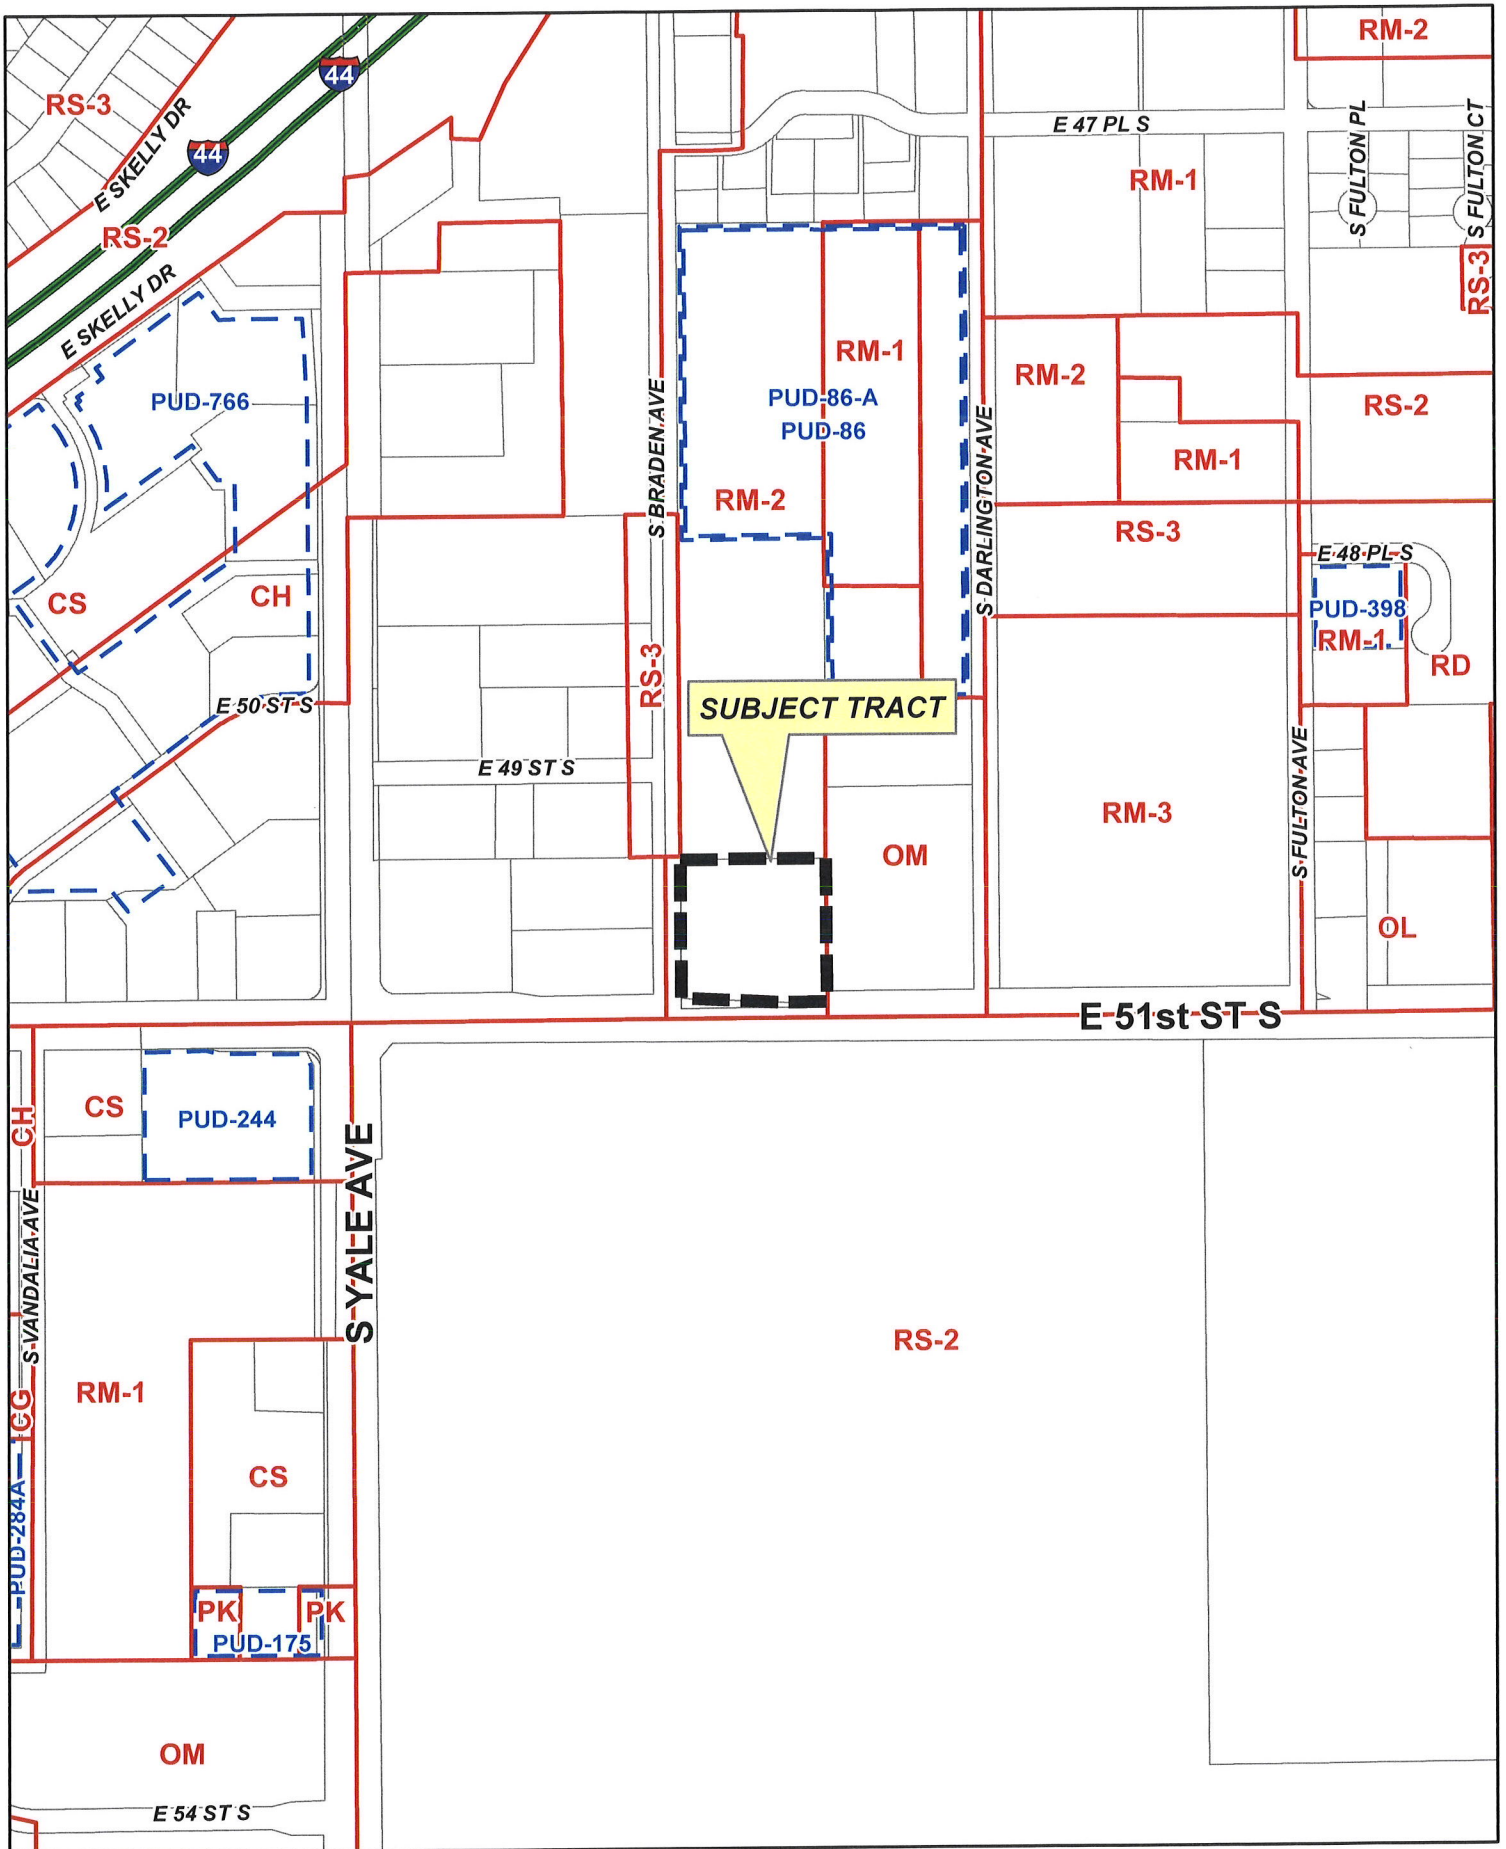 RM-2
44
RS-3
E SKELLY DR
44
E 47 PL S
S FULTON PL
S FULTON CT
RM-1
RS-2
RS-3
E SKELLY DR
RM-1
RM-2
PUD-766
PUD-86-A
PUD-86
RS-2
S BRADEN AVE
RM-1
RM-2
S DARLINGTON AVE
RS-3
E 48 PL S
CS
CH
PUD-398
RM-1
RD
RS-3
E 50 ST S
SUBJECT TRACT
E 49 ST S
S FULTON AVE
RM-3
OM
OL
E 51st ST S
CH
CS
PUD-244
S YALE AVE
S VANDALIA AVE
RS-2
RM-1
CG
CS
PUD-284A
PK
PK
PUD-175
OM
E 54 ST S